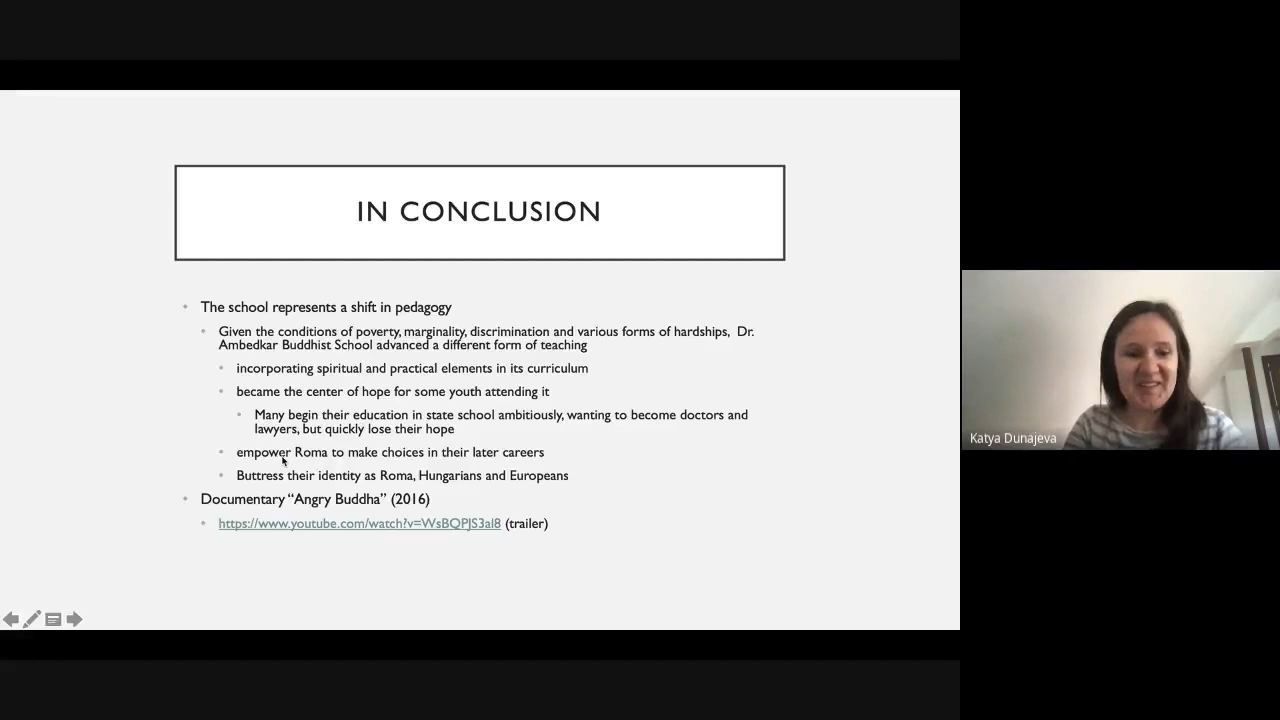 IN CONCLUSION
The school represents a shift in pedagogy
Given the conditions of poverty, marginality, discrimination and various forms of hardships, Dr.
Ambedkar Buddhist School advanced a different form of teaching
incorporating spiritual and practical elements in its curriculum
became the center of hope for some youth attending it
Many begin their education in state school ambitiously, wanting to become doctors and
lawyers, but quickly lose their hope
empower Roma to make choices in their later careers
Buttress their identity as Roma, Hungarians and Europeans
Documentary “Angry Buddha” (2016)
https://www.youtube.com/watch?v=WsBQPJS3al8 (trailer)
Katya Dunajeva